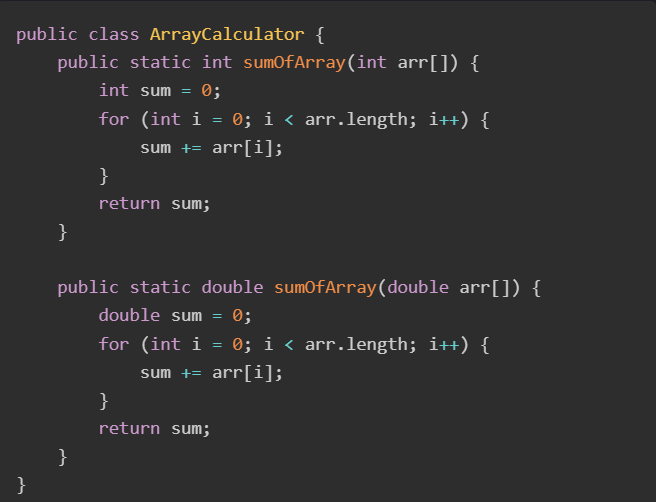 public class ArrayCalculator {
    public static int sumOfArray(int arr[]) {
        int sum = 0;
        for (int i = 0; i < arr.length; i++) {
            sum += arr[i];
        }
        return sum;
    }

    public static double sumOfArray(double arr[]) {
        double sum = 0;
        for (int i = 0; i < arr.length; i++) {
            sum += arr[i];
        }
        return sum;
    }
}